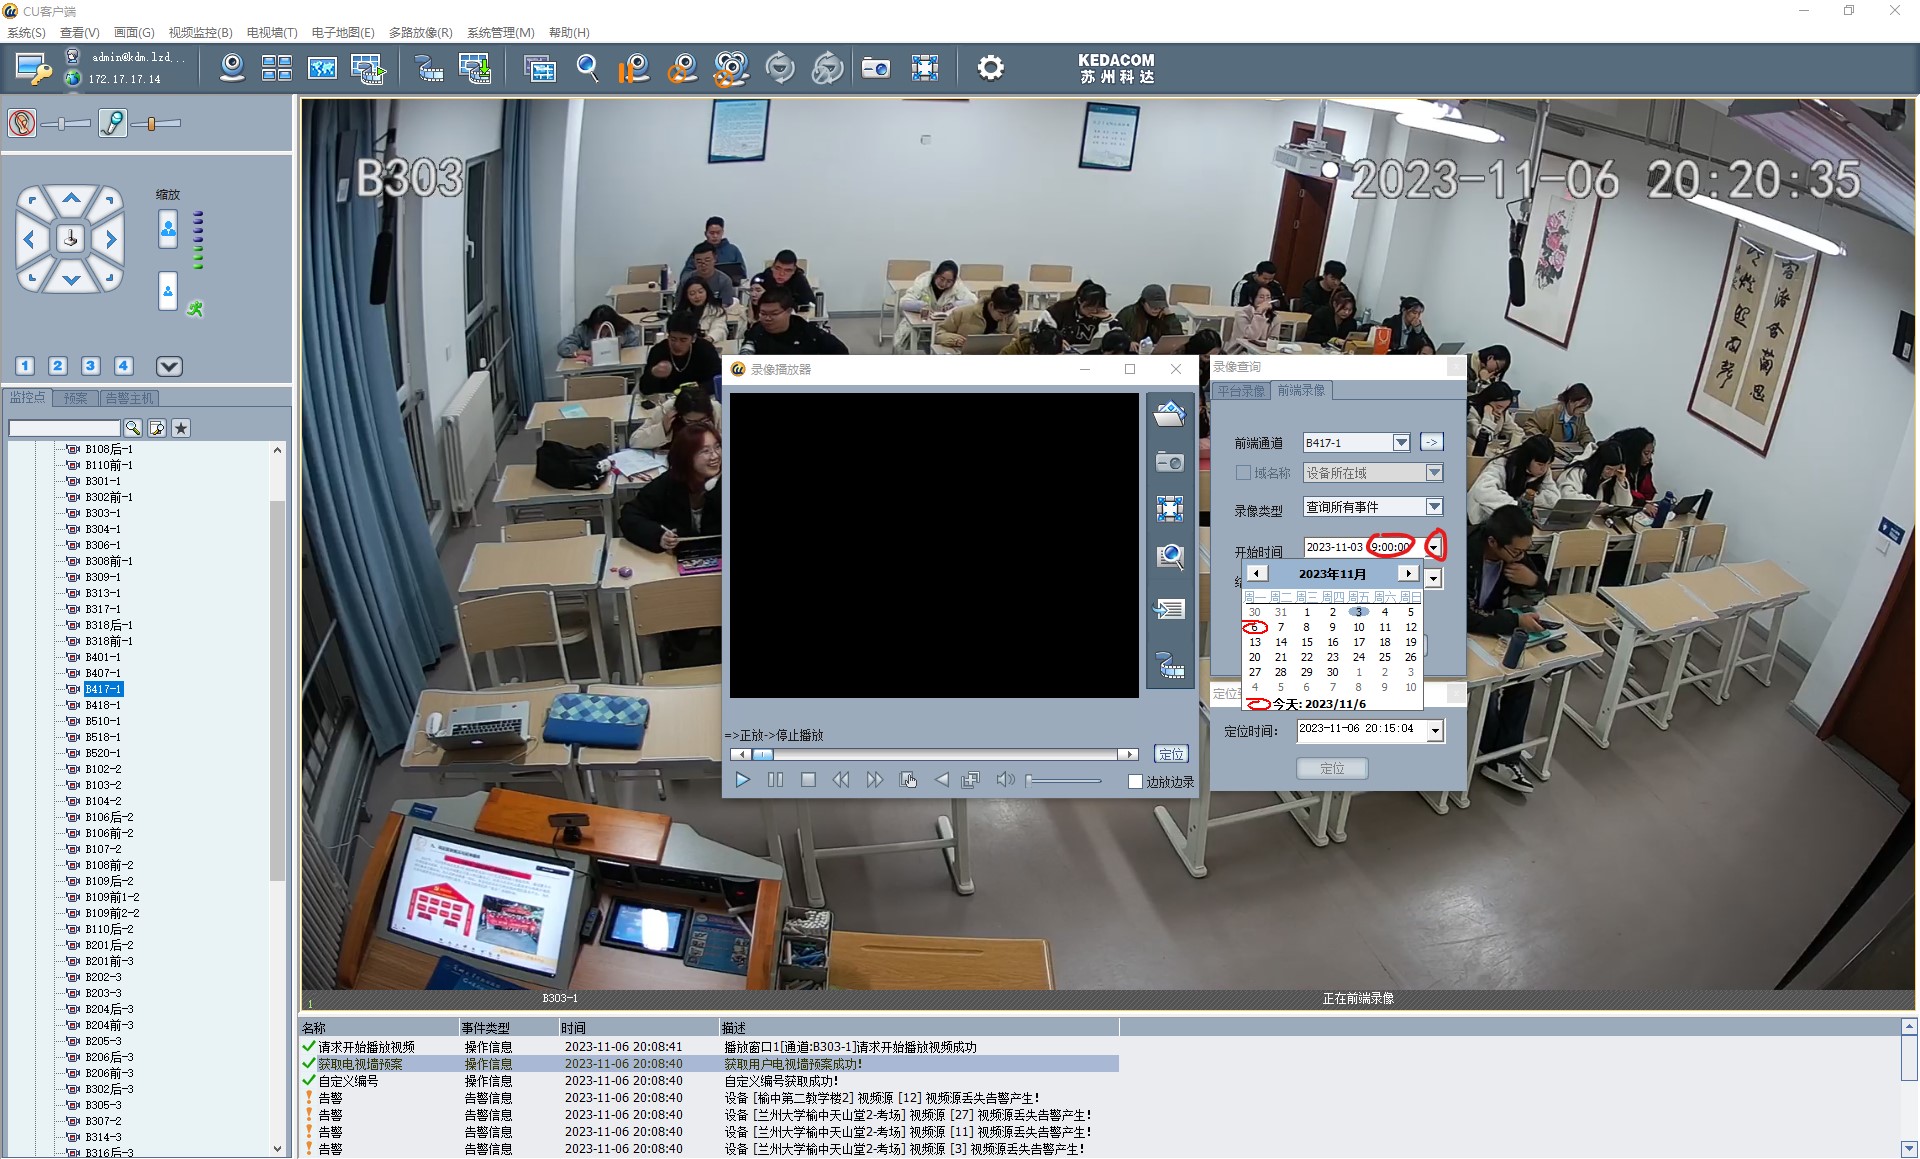 CU客户端
系统(S) 查看(V) 画面(G) 视频监控(B) 电视墙(T) 电子地图(E) 多路放像(R) 系统管理(M) 帮助(H)
admin@kdm.lzd...
172.17.17.14
KEDACOM
苏州科达
缩放
1 2 3 4
监控点 预案 告警主机
B108后-1
B110前-1
B301-1
B302前-1
B303-1
B304-1
B306-1
B308前-1
B309-1
B313-1
B317-1
B318后-1
B318前-1
B401-1
B407-1
B417-1
B418-1
B510-1
B518-1
B520-1
B102-2
B103-2
B104-2
B106后-2
B106前-2
B107-2
B108前-2
B109后-2
B109前1-2
B109前2-2
B110后-2
B201后-2
B201前-3
B202-3
B203-3
B204后-3
B204前-3
B205-3
B206后-3
B206前-3
B302后-3
B305-3
B307-2
B314-3
B316后-3
B303
2023-11-06 20:20:35
录像播放器
=>正放->停止播放
定位
边放边录
录像查询
平台录像 前端录像
前端通道 B417-1 ->
域名称 设备所在域
录像类型 查询所有事件
开始时间 2023-11-03 9:00:00
2023年11月
周一 周二 周三 周四 周五 周六 周日
30 31 1 2 3 4 5
6 7 8 9 10 11 12
13 14 15 16 17 18 19
20 21 22 23 24 25 26
27 28 29 30 1 2 3
4 5 6 7 8 9 10
今天: 2023/11/6
定位时间: 2023-11-06 20:15:04
定位
1 B303-1 正在前端录像
名称 事件类型 时间 描述
请求开始播放视频 操作信息 2023-11-06 20:08:41 播放窗口1[通道:B303-1]请求开始播放视频成功
获取电视墙预案 操作信息 2023-11-06 20:08:40 获取用户电视墙预案成功!
自定义编号 操作信息 2023-11-06 20:08:40 自定义编号获取成功!
告警 告警信息 2023-11-06 20:08:40 设备 [榆中第二教学楼2] 视频源 [12] 视频源丢失告警产生!
告警 告警信息 2023-11-06 20:08:40 设备 [兰州大学榆中天山堂2-考场] 视频源 [27] 视频源丢失告警产生!
告警 告警信息 2023-11-06 20:08:40 设备 [兰州大学榆中天山堂2-考场] 视频源 [11] 视频源丢失告警产生!
告警 告警信息 2023-11-06 20:08:40 设备 [兰州大学榆中天山堂2-考场] 视频源 [3] 视频源丢失告警产生!